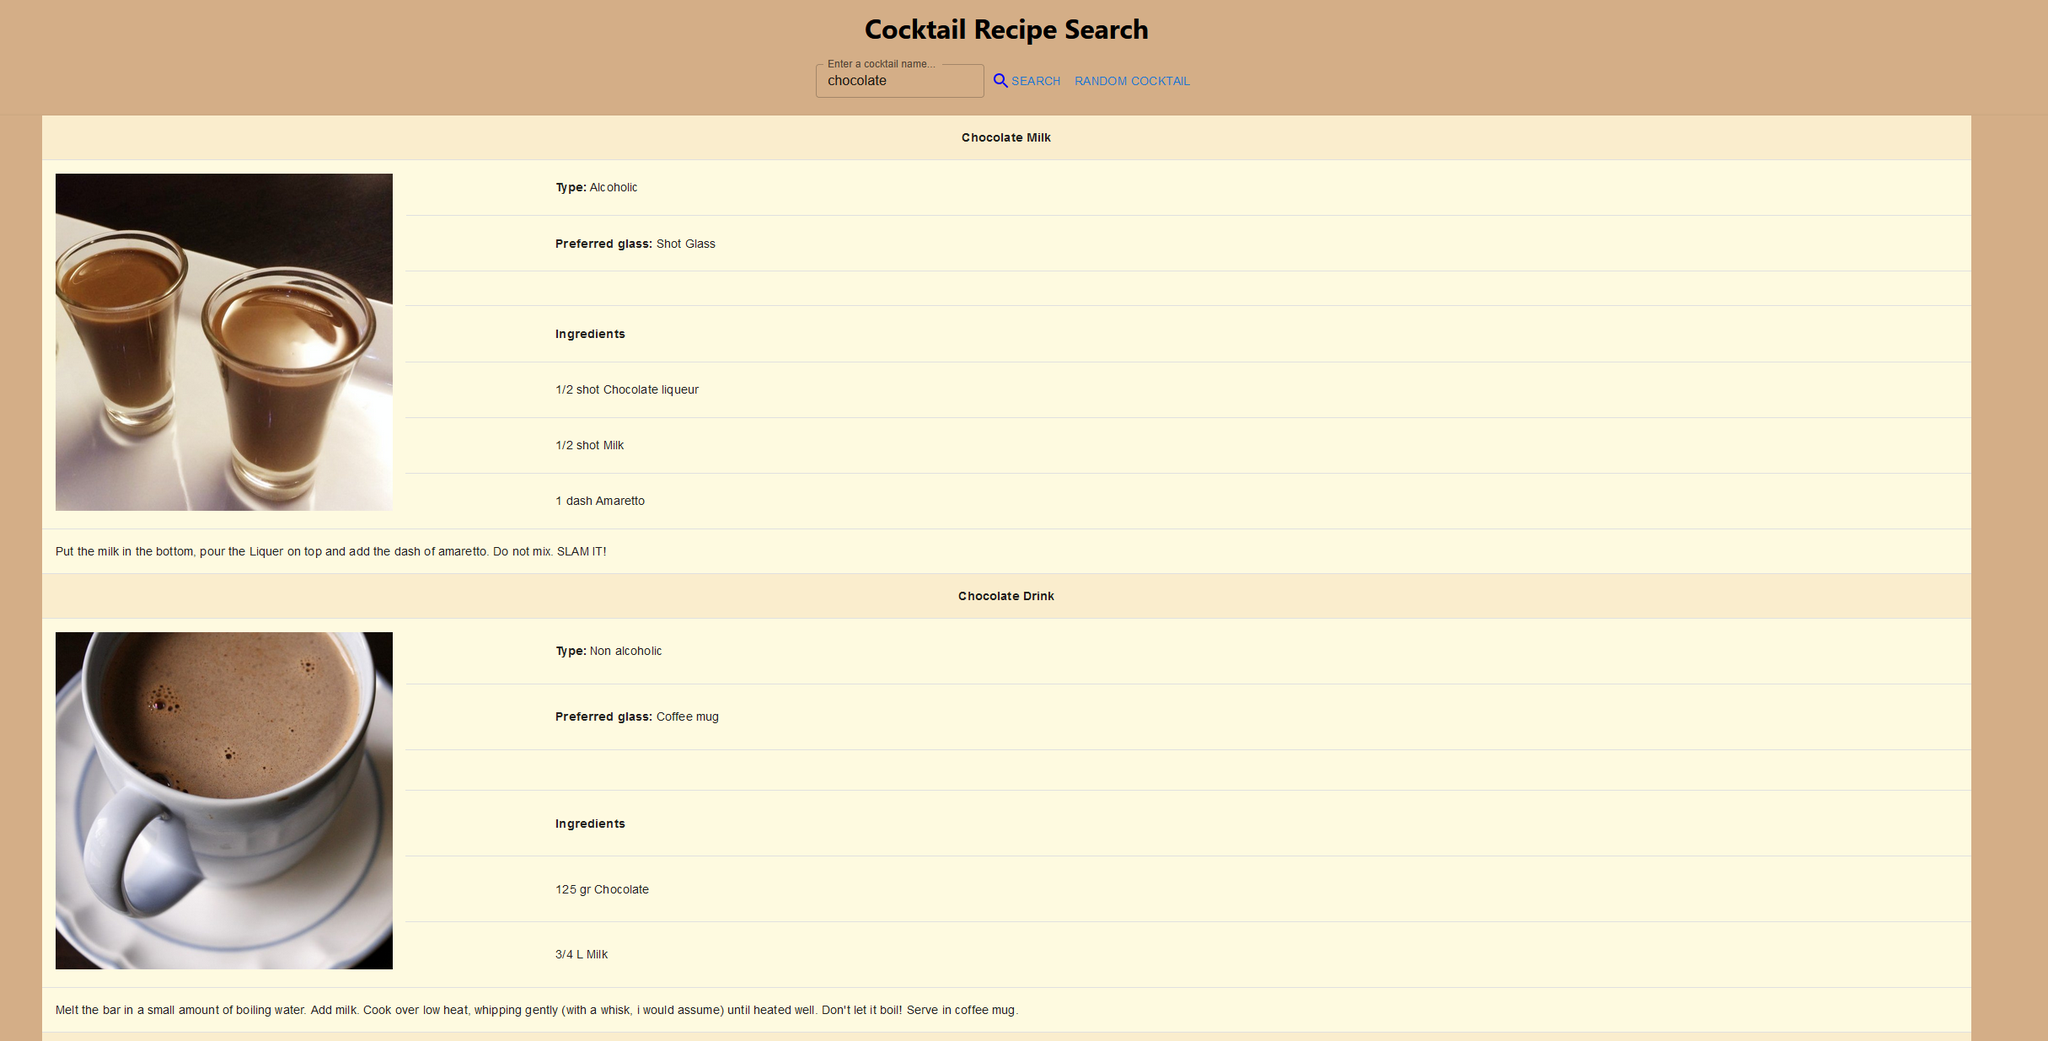 Cocktail Recipe Search
Enter a cocktail name...
chocolate
SEARCH
RANDOM COCKTAIL
Chocolate Milk
Type: Alcoholic
Preferred glass: Shot Glass
Ingredients
1/2 shot Chocolate liqueur
1/2 shot Milk
1 dash Amaretto
Put the milk in the bottom, pour the Liquer on top and add the dash of amaretto. Do not mix. SLAM IT!
Chocolate Drink
Type: Non alcoholic
Preferred glass: Coffee mug
Ingredients
125 gr Chocolate
3/4 L Milk
Melt the bar in a small amount of boiling water. Add milk. Cook over low heat, whipping gently (with a whisk, i would assume) until heated well. Don't let it boil! Serve in coffee mug.